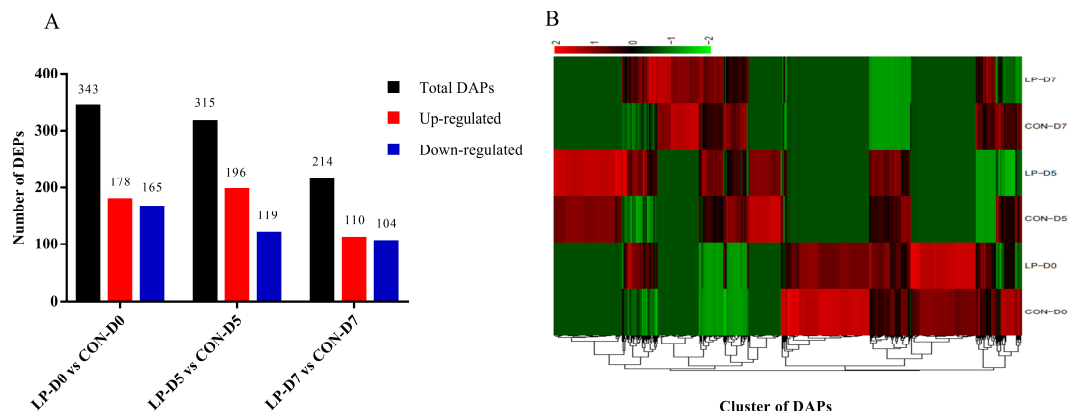 A
Number of DEPs
400
300
200
100
0
343
178
165
315
196
119
214
110
104
LP-D0 vs CON-D0
LP-D5 vs CON-D5
LP-D7 vs CON-D7
Total DAPs
Up-regulated
Down-regulated
B
2
1
0
-1
-2
LP-D7
CON-D7
LP-D5
CON-D5
LP-D0
CON-D0
Cluster of DAPs